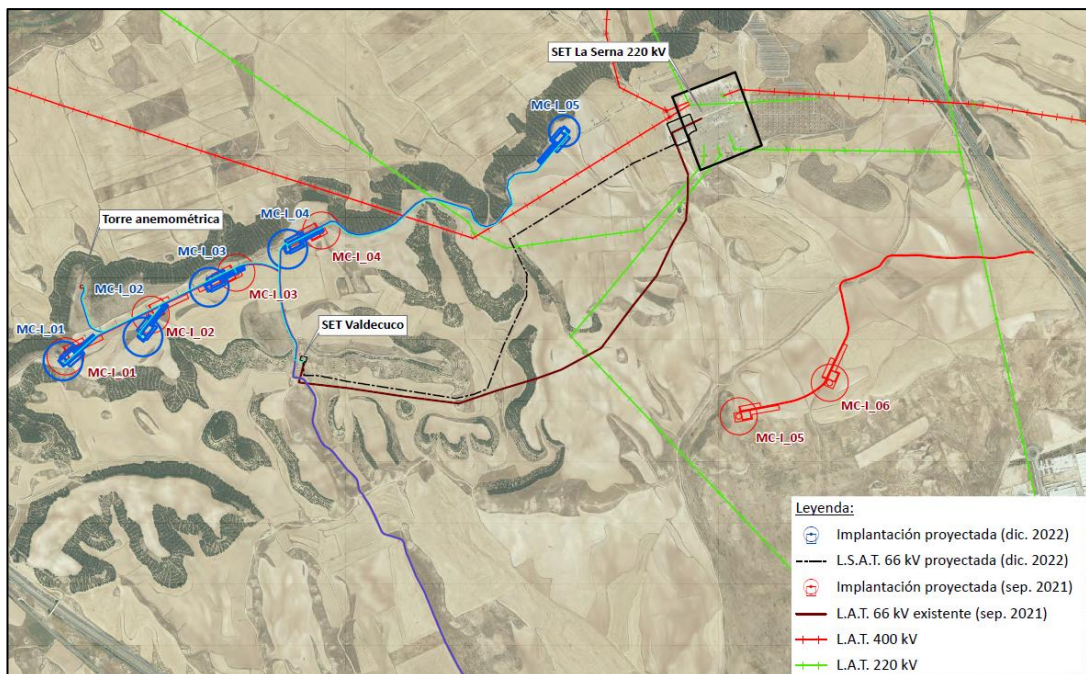 SET La Serna 220 kV
MC-I_05
Torre anemométrica
MC-I_04
MC-I_04
MC-I_03
MC-I_03
MC-I_02
MC-I_02
MC-I_01
MC-I_01
SET Valdecuco
MC-I_06
MC-I_05
Leyenda:
Implantación proyectada (dic. 2022)
L.S.A.T. 66 kV proyectada (dic. 2022)
Implantación proyectada (sep. 2021)
L.A.T. 66 kV existente (sep. 2021)
L.A.T. 400 kV
L.A.T. 220 kV